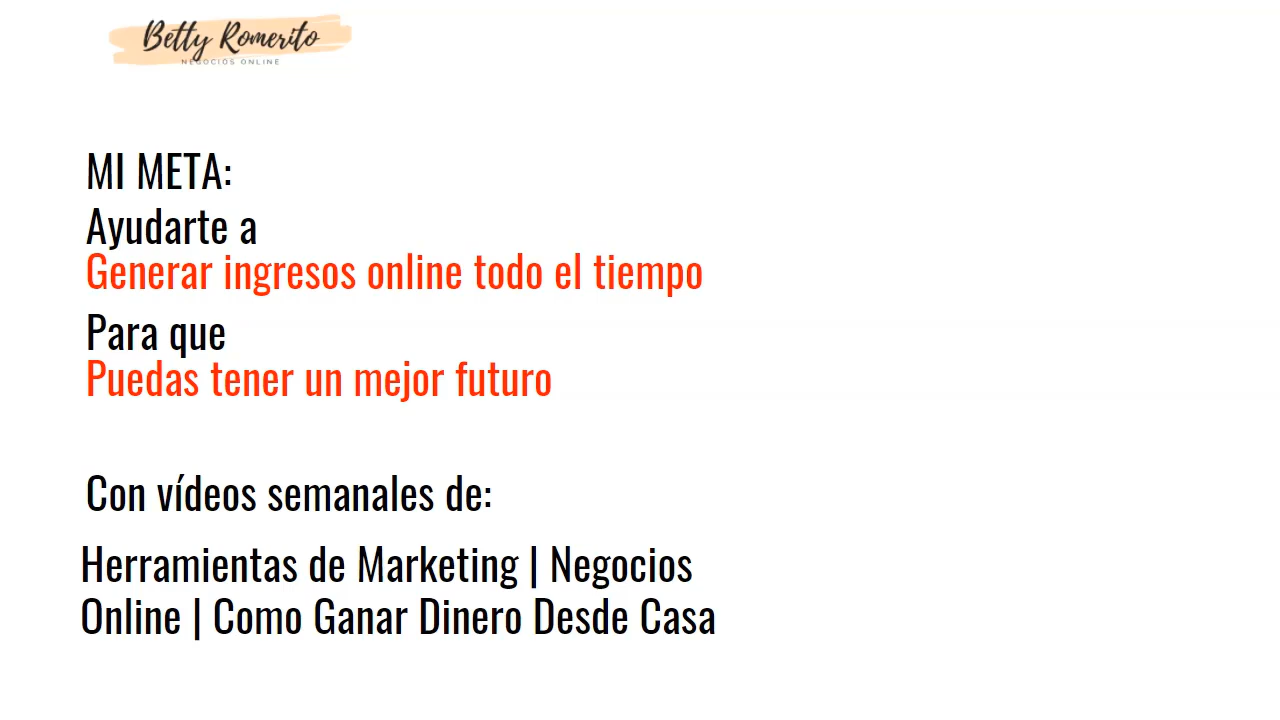 Betty Romerito
NEGOCIOS ONLINE
MI META:
Ayudarte a
Generar ingresos online todo el tiempo
Para que
Puedas tener un mejor futuro
Con vídeos semanales de:
Herramientas de Marketing | Negocios
Online | Como Ganar Dinero Desde Casa